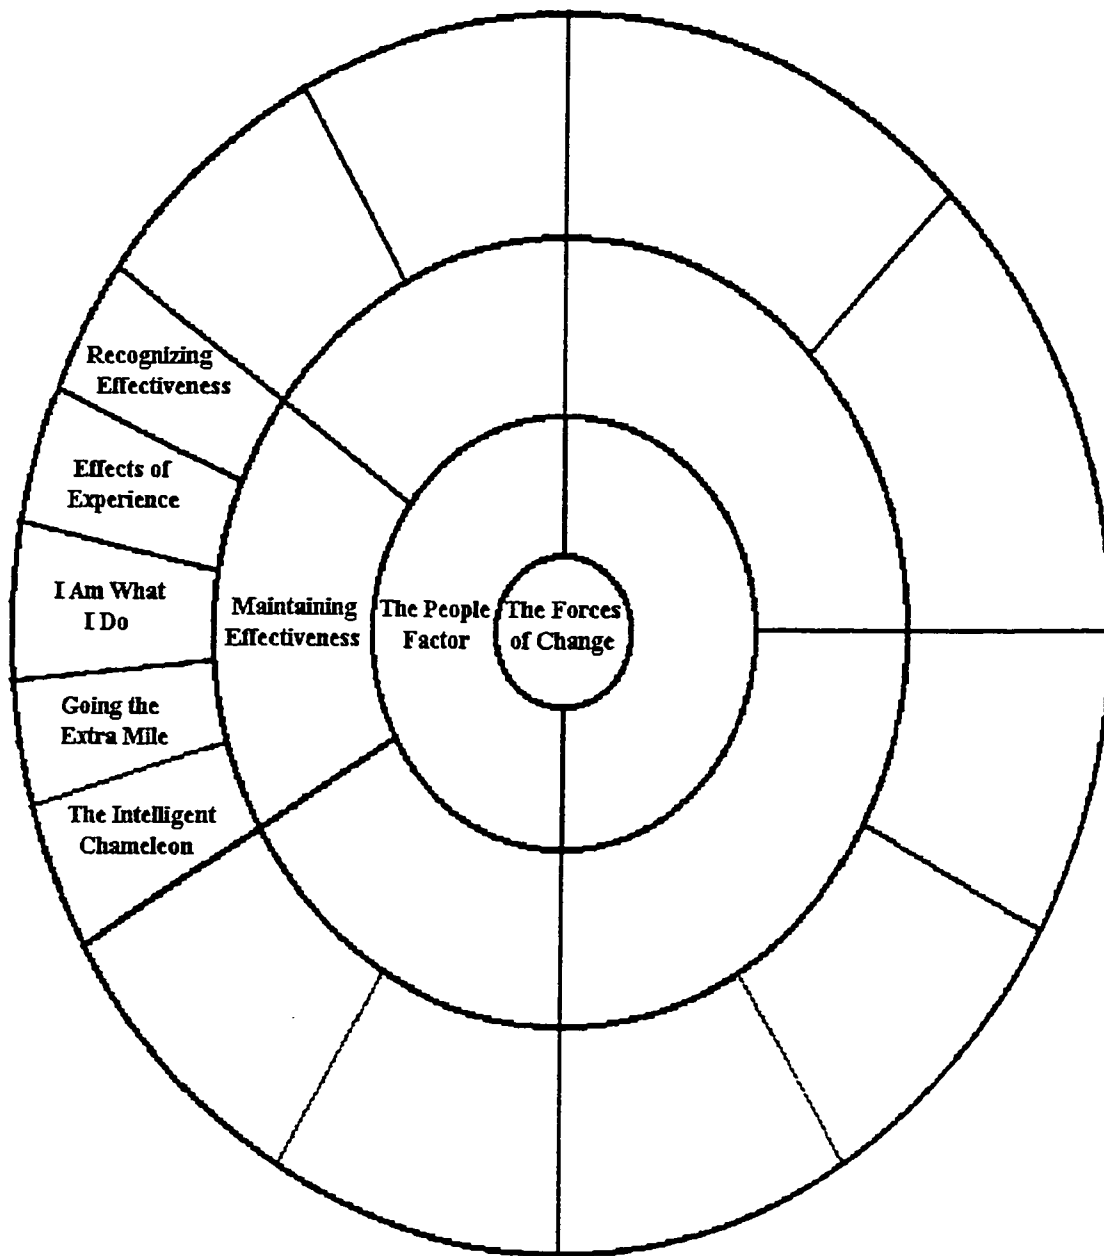 Recognizing
Effectiveness
Effects of
Experience
I Am What
I Do
Going the
Extra Mile
The Intelligent
Chameleon
Maintaining
Effectiveness
The People
Factor
The Forces
of Change